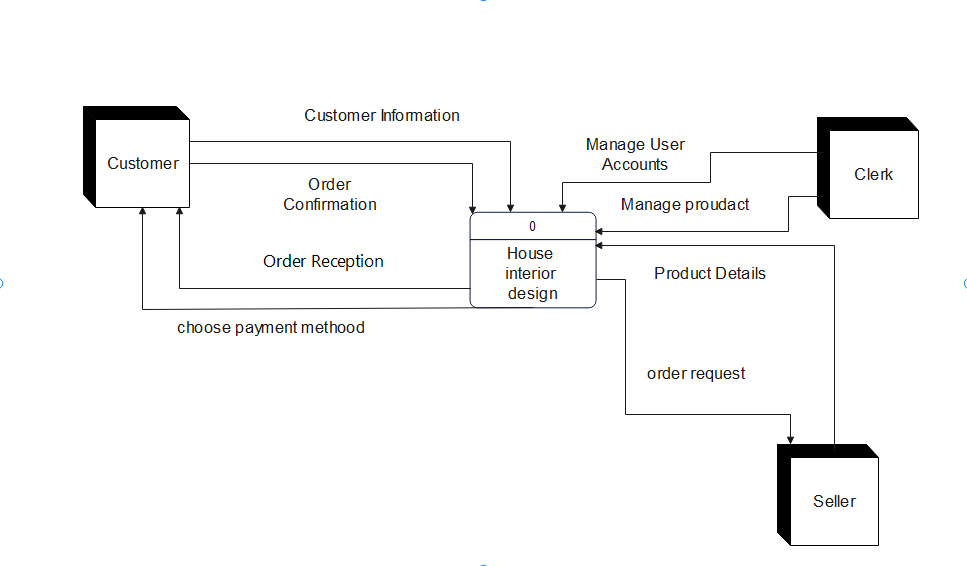 Customer Information
Manage User
Accounts
Customer
Clerk
Order
Confirmation
Manage proudact
0
House
interior
design
Order Reception
Product Details
choose payment methood
order request
Seller